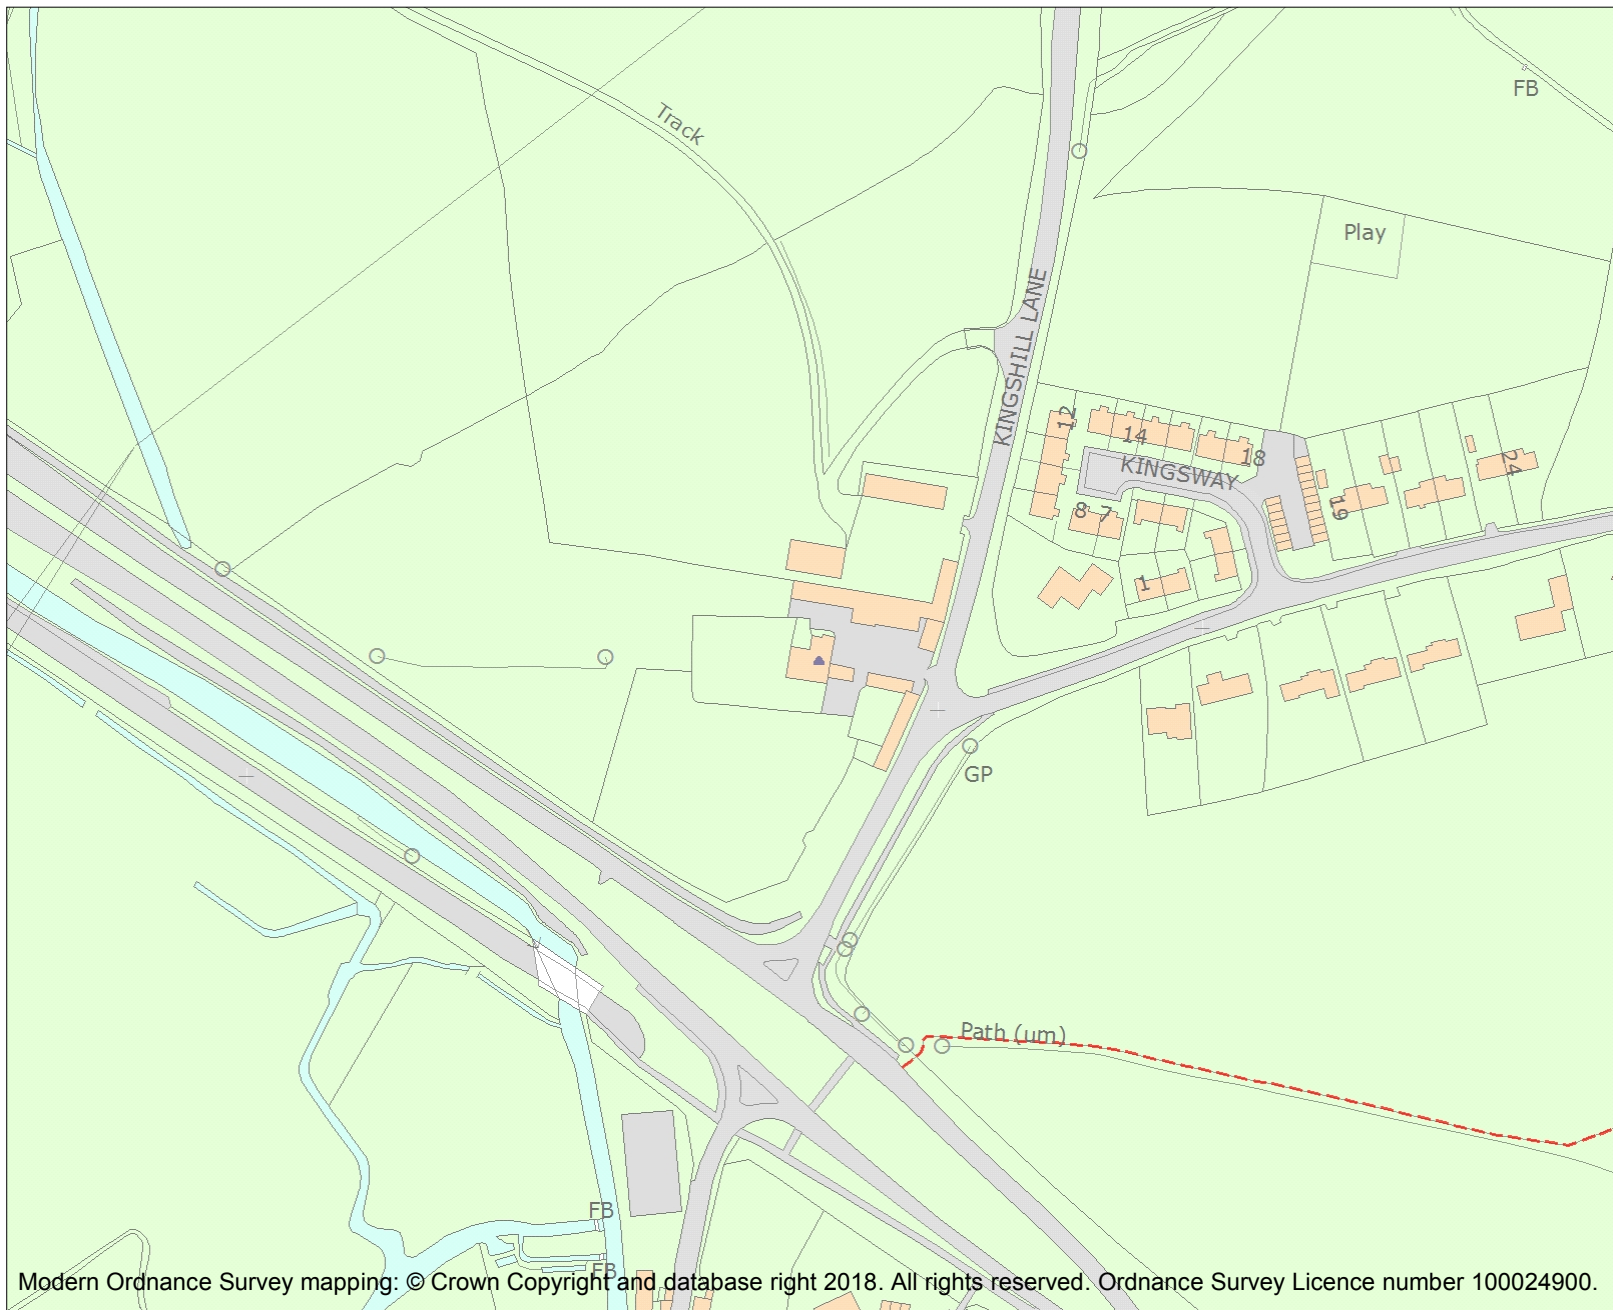 FB
Track
Play
KINGSHILL LANE
12
14
18
KINGSWAY
24
19
8
7
1
GP
Path (um)
FB
FB
Modern Ordnance Survey mapping: © Crown Copyright and database right 2018. All rights reserved. Ordnance Survey Licence number 100024900.